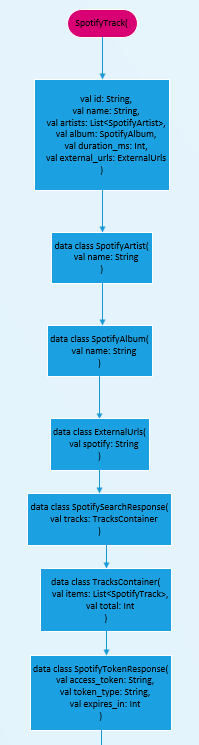 SpotifyTrack(
val id: String,
val name: String,
val artists: List<SpotifyArtist>,
val album: SpotifyAlbum,
val duration_ms: Int,
val external_urls: ExternalUrls
)
data class SpotifyArtist(
val name: String
)
data class SpotifyAlbum(
val name: String
)
data class ExternalUrls(
val spotify: String
)
data class SpotifySearchResponse(
val tracks: TracksContainer
)
data class TracksContainer(
val items: List<SpotifyTrack>,
val total: Int
)
data class SpotifyTokenResponse(
val access_token: String,
val token_type: String,
val expires_in: Int
)